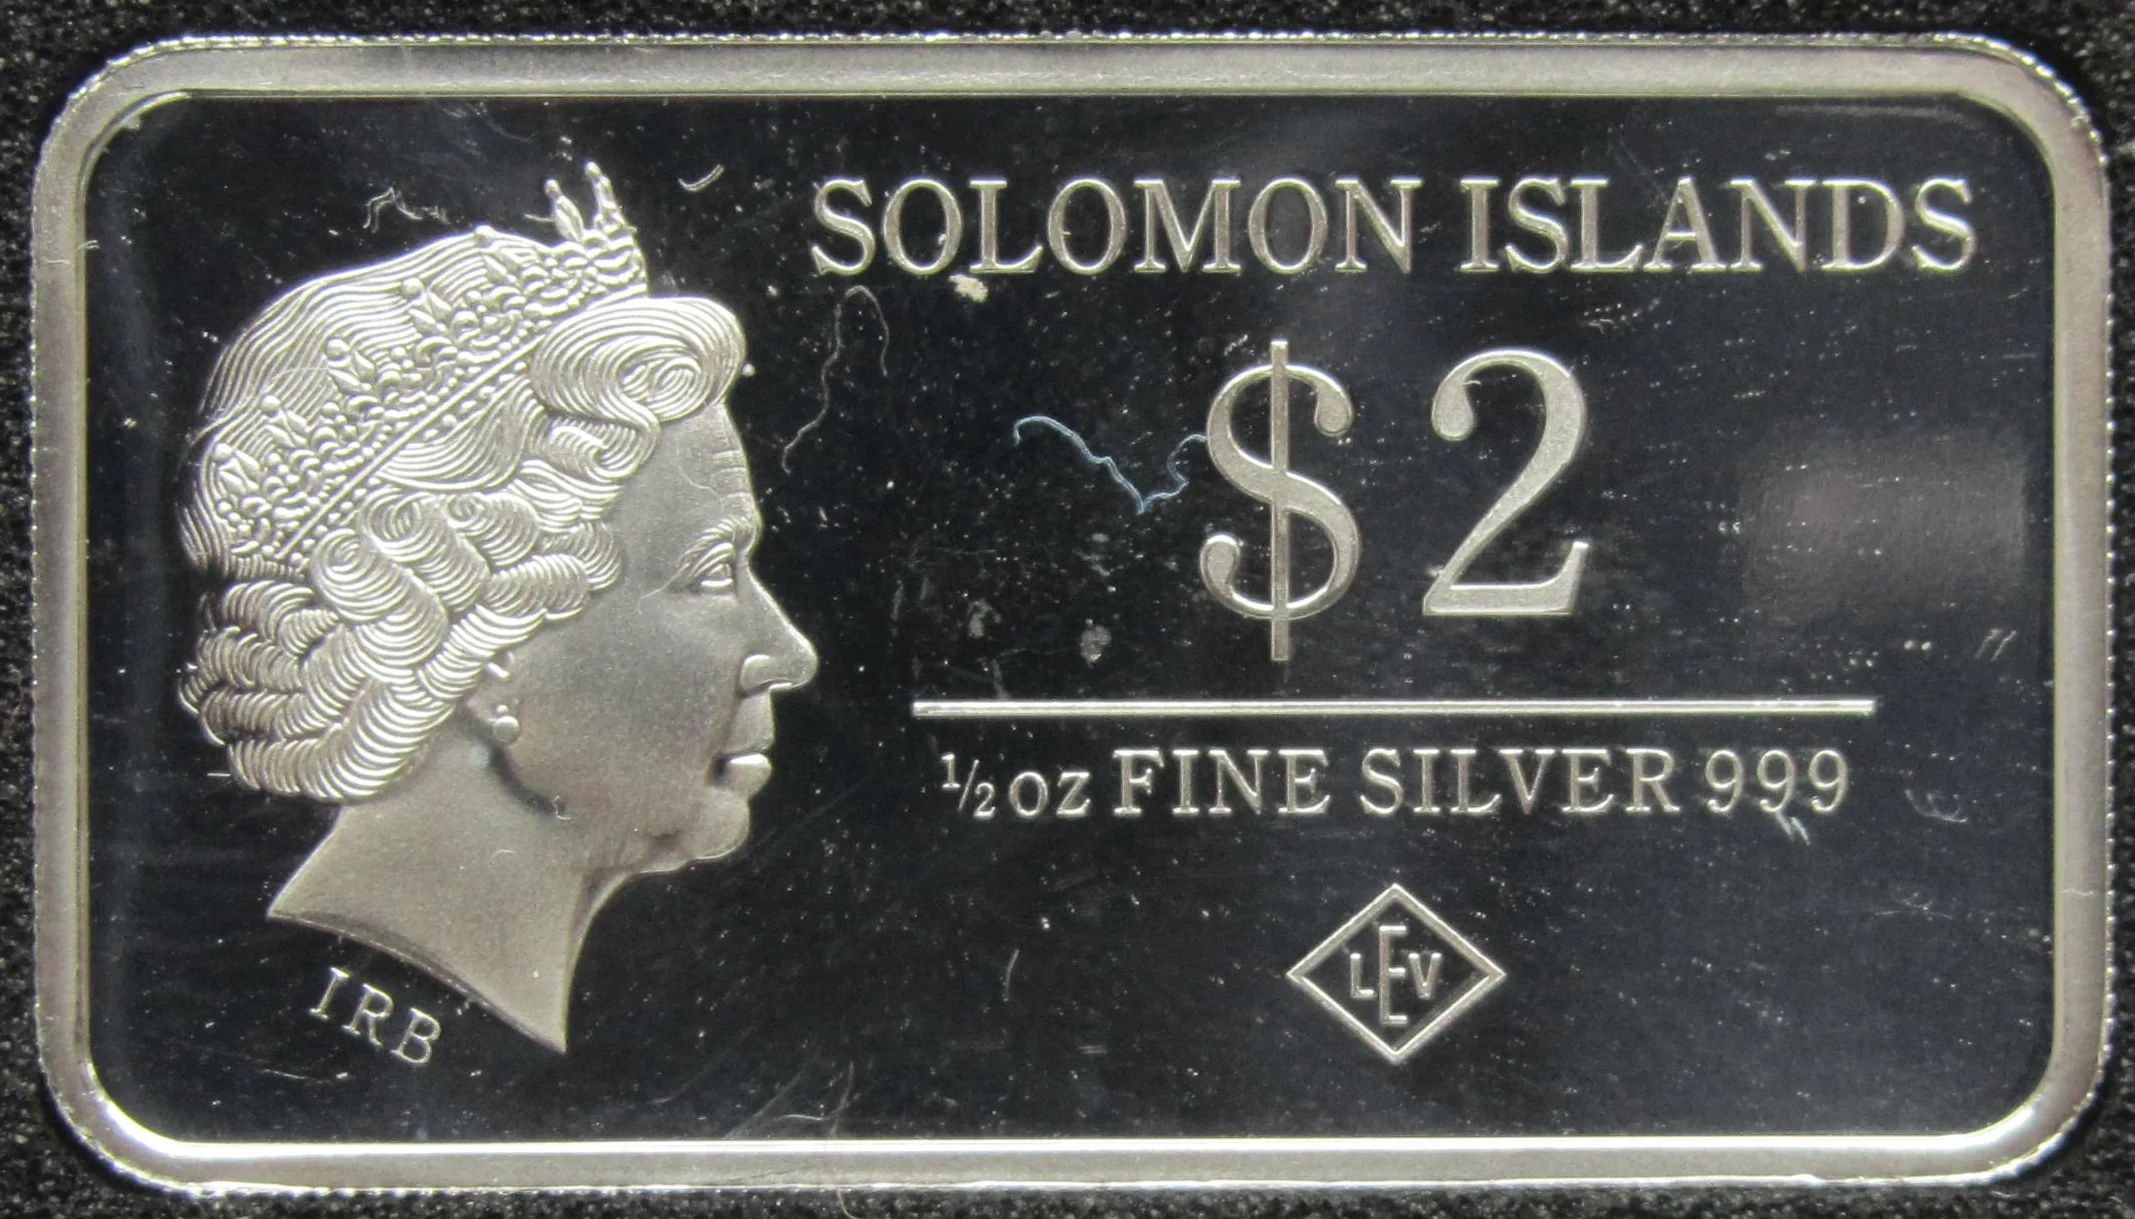 SOLOMON ISLANDS
$2
½ oz FINE SILVER 999
LEV
IRB